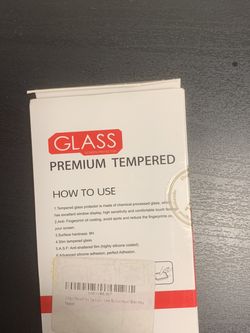 GLASS
PREMIUM TEMPERED
HOW TO USE
1.Tempered glass protector is made of chemical processed glass, which
has excellent window display, high sensitivity and comfortable touch
2.Anti- Fingerprint oil coating, avoid spots and reduce the fingerprints on
your screen.
3.Surface hardness: 9H
4.Slim tempered glass.
5.A.S.F: Anti-shattered film (highly silicone coated).
6.Advanced silicone adhesion, perfect Adhesion.